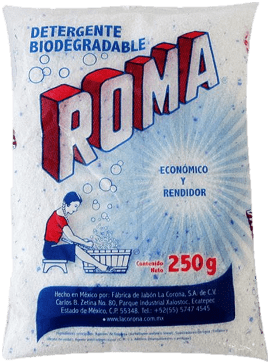 DETERGENTE
BIODEGRADABLE
ROMA
ECONÓMICO
Y
RENDIDOR
Contenido
Neto 250g
Hecho en México por: Fábrica de Jabón La Corona, S.A. de C.V.
Carlos B. Zetina No. 80, Parque Industrial Xalostoc, Ecatepec
Estado de México, C.P. 55348. Tel.: +52(55) 5747 4545
• www.lacorona.com.mx